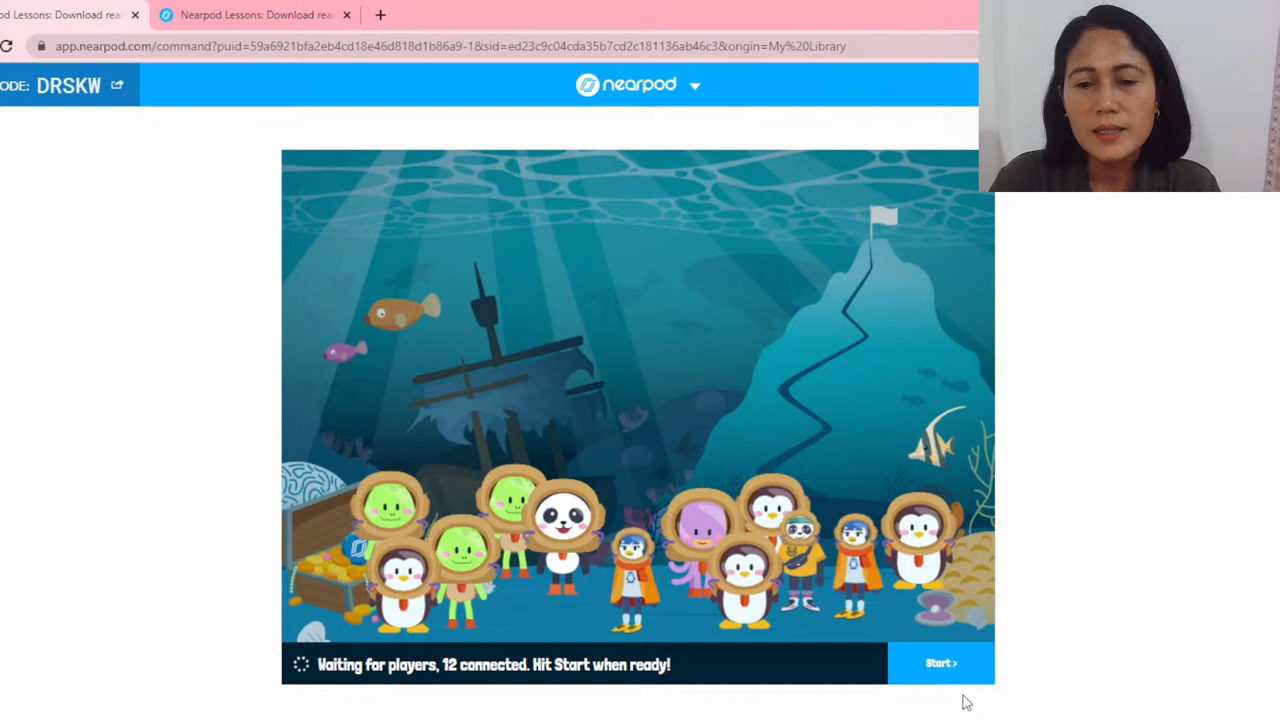 od Lessons: Download rea
Nearpod Lessons: Download rea
app.nearpod.com/command?puid=59a6921bfa2eb4cd18e46d818d1b86a9-1&sid=ed23c9c04cda35b7cd2c181136ab46c3&origin=My%20Library
ODE: DRSKW
nearpod
Waiting for players, 12 connected. Hit Start when ready!
Start >